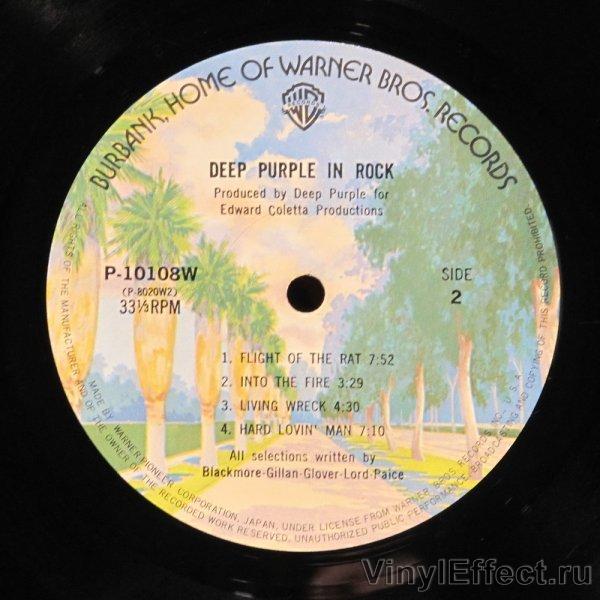 BURBANK, HOME OF WARNER BROS. RECORDS
RECORDS
DEEP PURPLE IN ROCK
Produced by Deep Purple for
Edward Coletta Productions
P-10108W
(P-8020W2)
33⅓RPM
SIDE
2
1. FLIGHT OF THE RAT 7:52
2. INTO THE FIRE 3:29
3. LIVING WRECK 4:30
4. HARD LOVIN' MAN 7:10
All selections written by
Blackmore-Gillan-Glover-Lord-Paice
MADE BY WARNER-PIONEER CORPORATION, JAPAN, UNDER LICENSE FROM WARNER BROS. RECORDS, INC., U.S.A.
ALL RIGHTS OF THE MANUFACTURER AND OF THE OWNER OF THE RECORDED WORK RESERVED. UNAUTHORIZED PUBLIC PERFORMANCE, BROADCASTING AND COPYING OF THIS RECORD PROHIBITED.
VinylEffect.ru